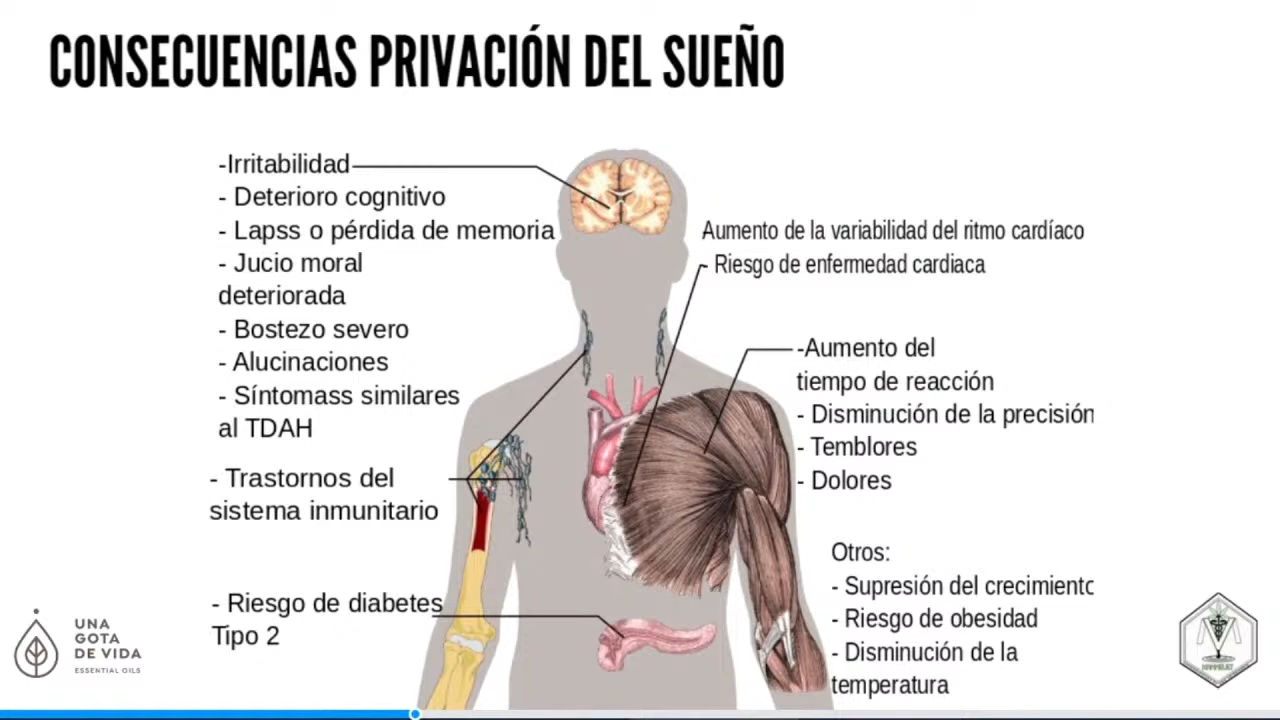 CONSECUENCIAS PRIVACIÓN DEL SUEÑO
-Irritabilidad
- Deterioro cognitivo
- Lapss o pérdida de memoria
- Jucio moral
deteriorada
- Bostezo severo
- Alucinaciones
- Síntomass similares
al TDAH
- Trastornos del
sistema inmunitario
- Riesgo de diabetes
Tipo 2
Aumento de la variabilidad del ritmo cardíaco
- Riesgo de enfermedad cardiaca
-Aumento del
tiempo de reacción
- Disminución de la precisión
- Temblores
- Dolores
Otros:
- Supresión del crecimiento
- Riesgo de obesidad
- Disminución de la
temperatura
UNA
GOTA
DE VIDA
ESSENTIAL OILS